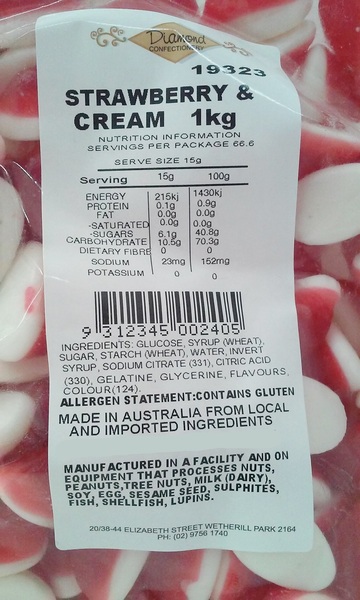 Diamond
CONFECTIONERY
19323
STRAWBERRY &
CREAM 1kg
NUTRITION INFORMATION
SERVINGS PER PACKAGE 66.6
SERVE SIZE 15g
Serving 15g 100g
ENERGY 215kj 1430kj
PROTEIN 0.1g 0.9g
FAT 0.0g 0.0g
-SATURATED 0.0g 0.0g
-SUGARS 6.1g 40.8g
CARBOHYDRATE 10.5g 70.3g
DIETARY FIBRE 0 0
SODIUM 23mg 152mg
POTASSIUM 0 0
9 312345 002405
INGREDIENTS: GLUCOSE, SYRUP (WHEAT),
SUGAR, STARCH (WHEAT), WATER, INVERT
SYRUP, SODIUM CITRATE (331), CITRIC ACID
(330), GELATINE, GLYCERINE, FLAVOURS,
COLOUR(124).
ALLERGEN STATEMENT:CONTAINS GLUTEN
MADE IN AUSTRALIA FROM LOCAL
AND IMPORTED INGREDIENTS
MANUFACTURED IN A FACILITY AND ON
EQUIPMENT THAT PROCESSES NUTS,
PEANUTS,TREE NUTS, MILK (DAIRY),
SOY, EGG, SESAME SEED, SULPHITES,
FISH, SHELLFISH, LUPINS.
20/38-44 ELIZABETH STREET WETHERILL PARK 2164
PH: (02) 9756 1740